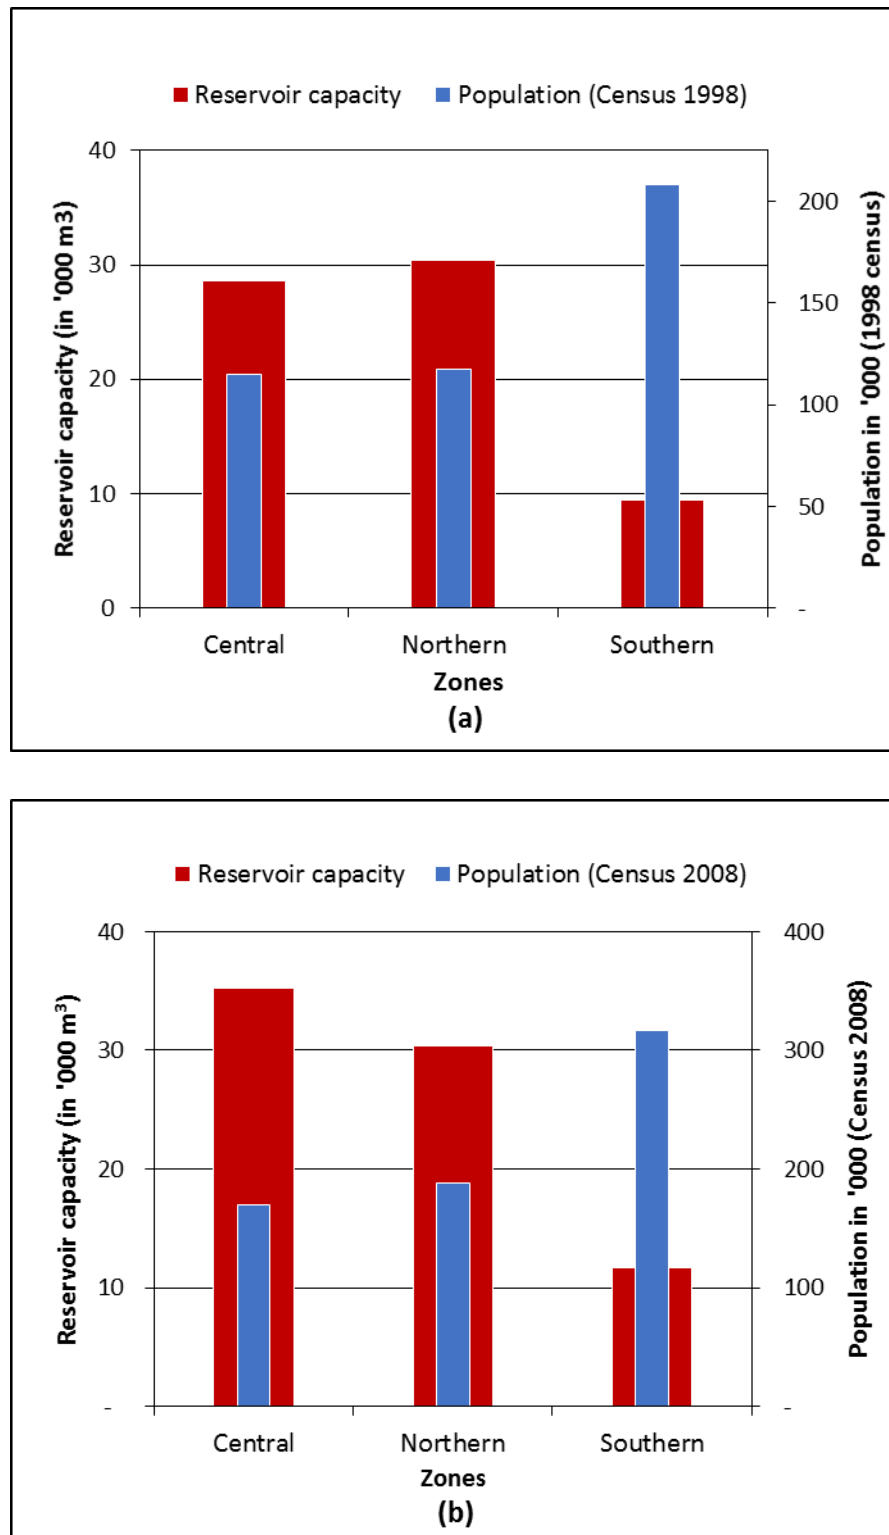 Reservoir capacity Population (Census 1998)
Reservoir capacity (in '000 m3)
40
30
20
10
0
Population in '000 (1998 census)
200
150
100
50
-
Central Northern Southern
Zones
(a)
Reservoir capacity Population (Census 2008)
Reservoir capacity (in '000 m³)
40
30
20
10
-
Population in '000 (Census 2008)
400
300
200
100
-
Central Northern Southern
Zones
(b)